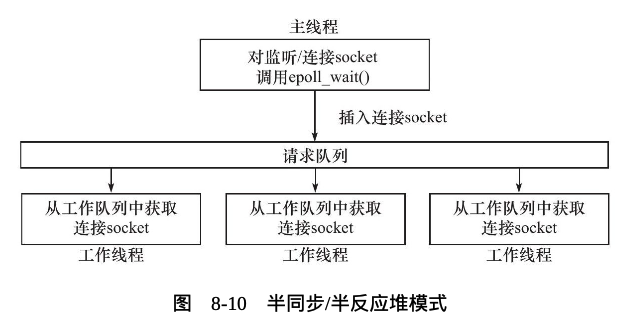 主线程
对监听/连接socket
调用epoll_wait()
插入连接socket
请求队列
从工作队列中获取
连接socket
工作线程
从工作队列中获取
连接socket
工作线程
从工作队列中获取
连接socket
工作线程
图 8-10 半同步/半反应堆模式